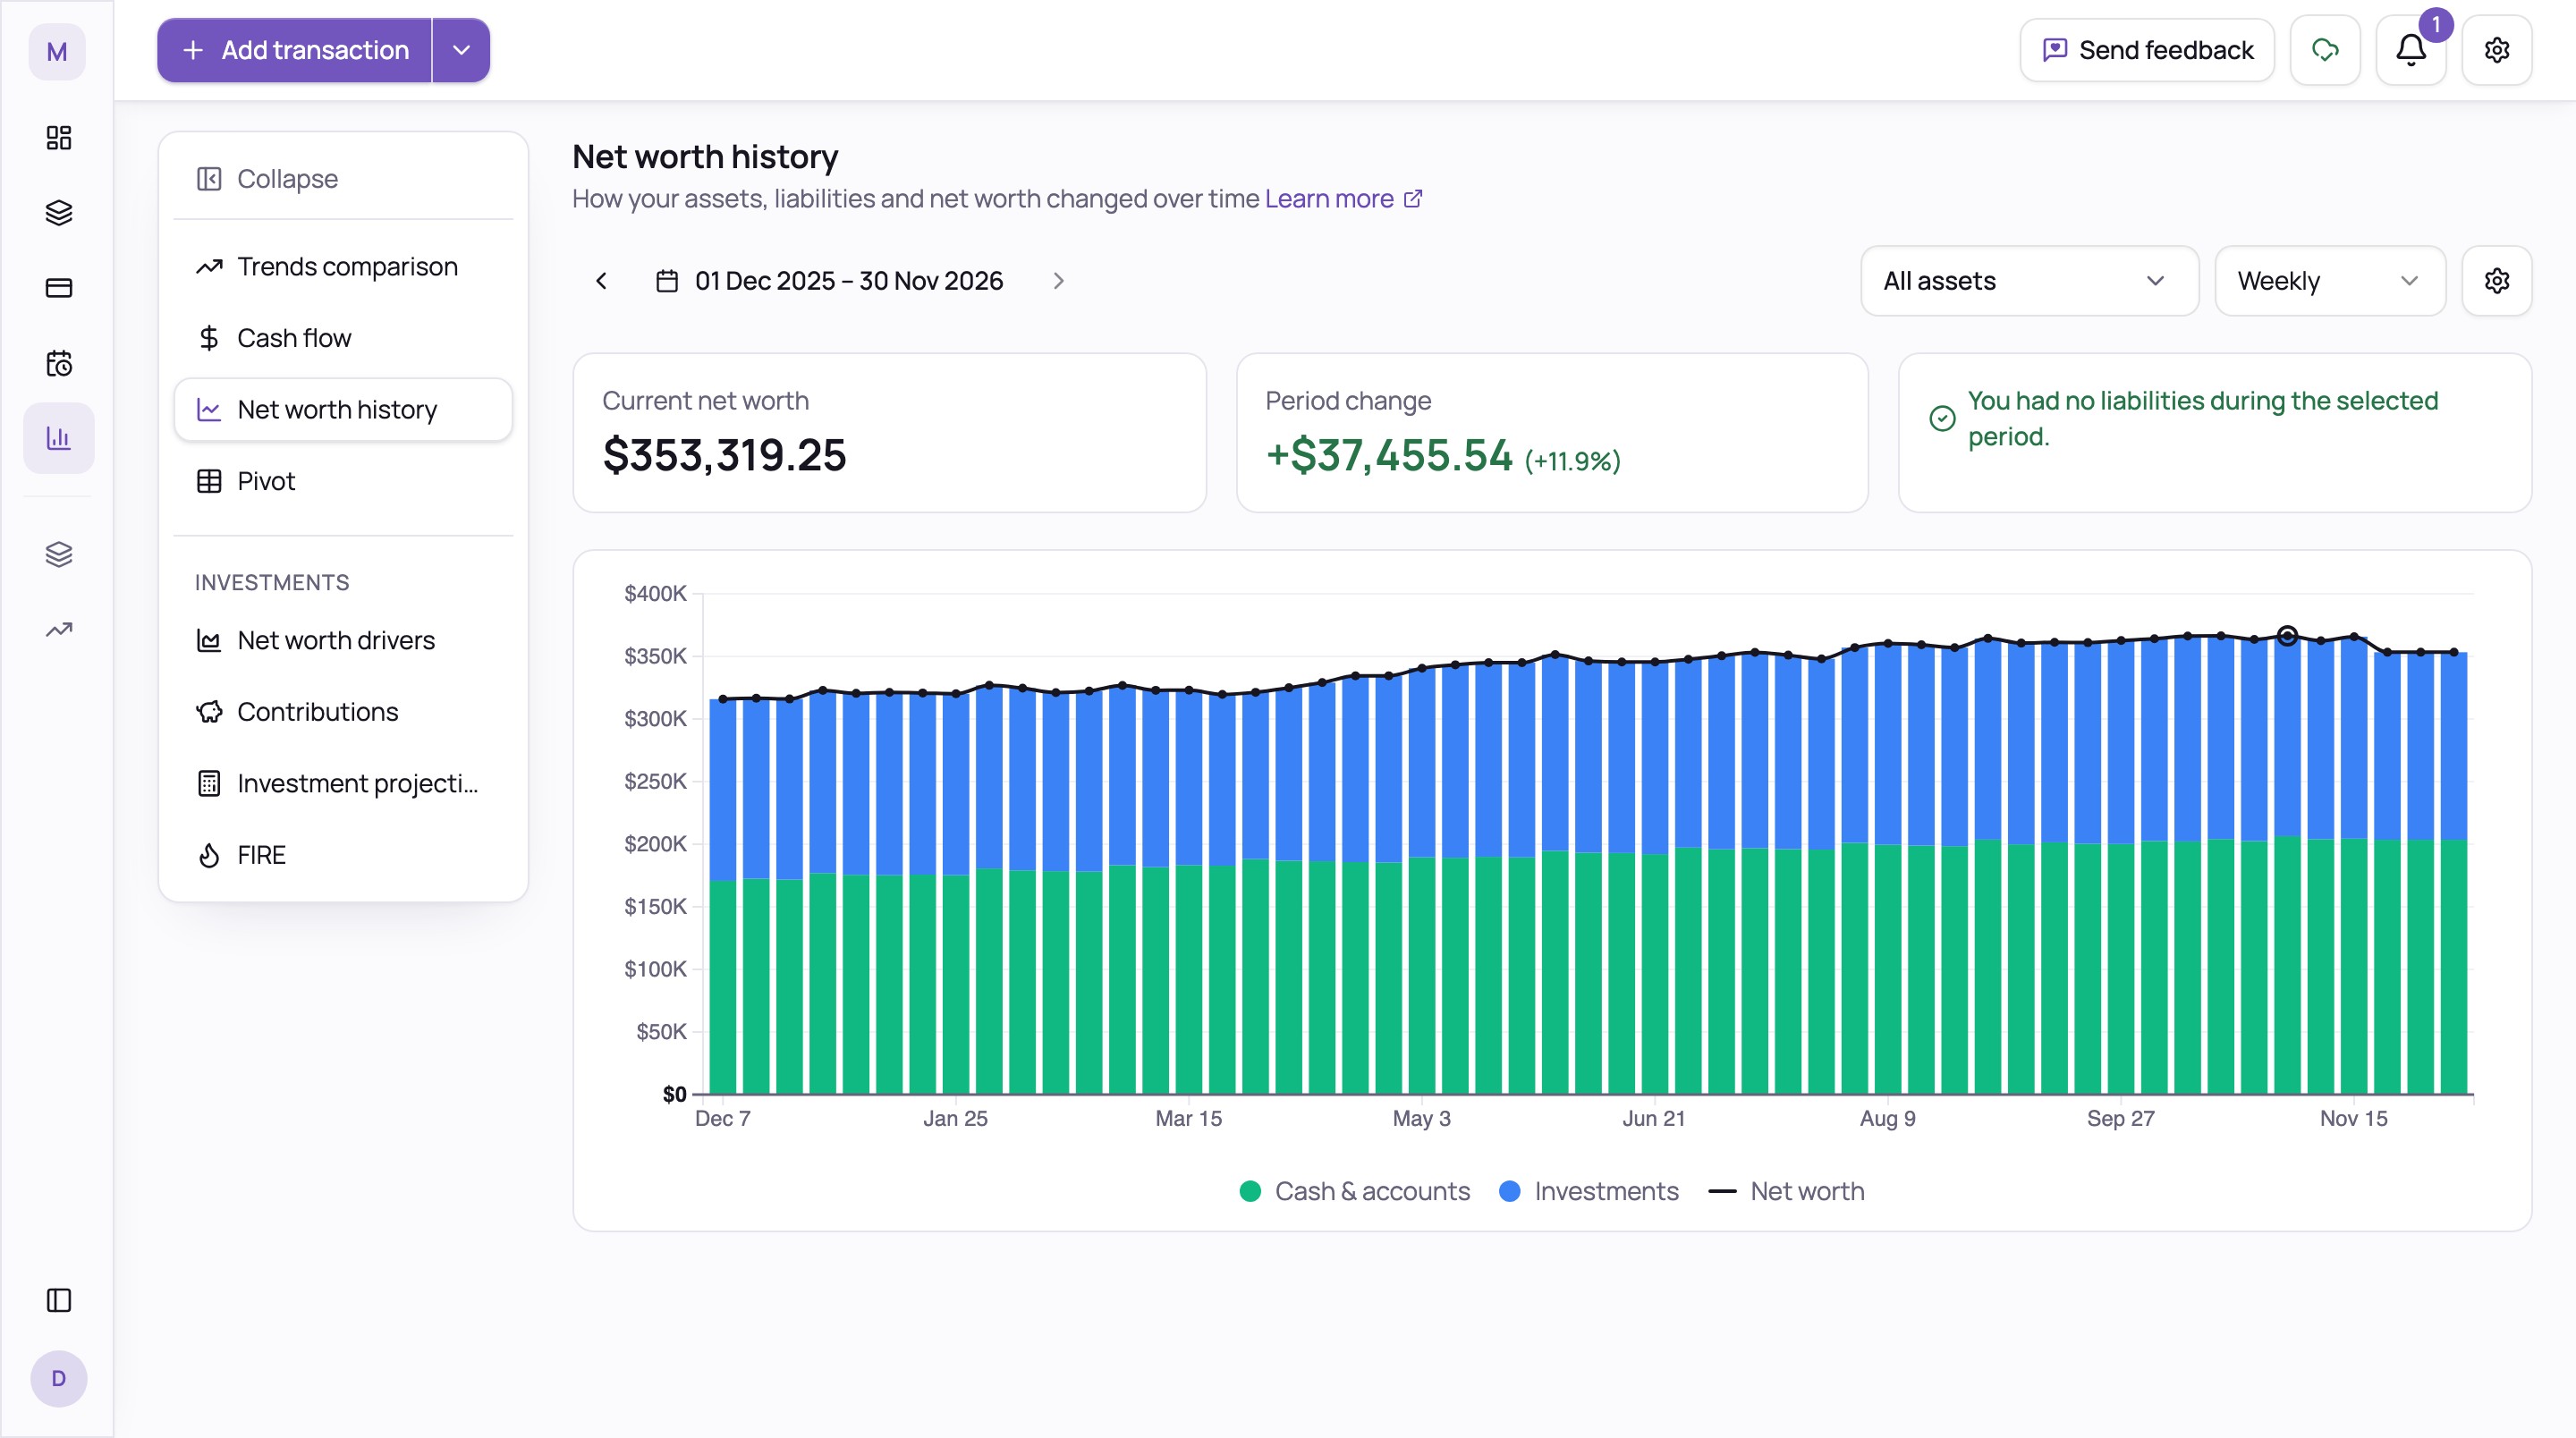 M
Add transaction
Send feedback
1
Collapse
Trends comparison
Cash flow
Net worth history
Pivot
INVESTMENTS
Net worth drivers
Contributions
Investment projecti...
FIRE
D
Net worth history
How your assets, liabilities and net worth changed over time Learn more
01 Dec 2025 – 30 Nov 2026
All assets
Weekly
Current net worth
$353,319.25
Period change
+$37,455.54 (+11.9%)
You had no liabilities during the selected
period.
$400K
$350K
$300K
$250K
$200K
$150K
$100K
$50K
$0
Dec 7 Jan 25 Mar 15 May 3 Jun 21 Aug 9 Sep 27 Nov 15
Cash & accounts Investments Net worth